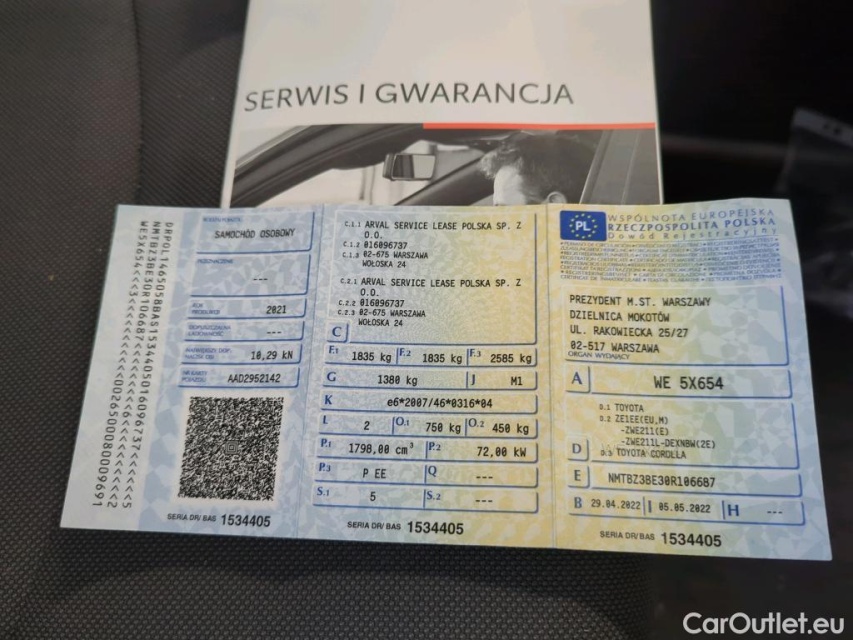 SERWIS I GWARANCJA
SAMOCHÓD OSOBOWY
PRZEZNACZENIE
---
2021
---
10,29 kN
AAD2952142
SERIA DR/ BAS 1534405
C.1.1 ARVAL SERVICE LEASE POLSKA SP. Z
O.O.
C.1.2 016096737
C.1.3 02-675 WARSZAWA
WOŁOSKA 24
C.2.1 ARVAL SERVICE LEASE POLSKA SP. Z
O.O.
C.2.2 016096737
C.2.3 02-675 WARSZAWA
WOŁOSKA 24
C
F.1 1835 kg F.2 1835 kg F.3 2585 kg
G 1380 kg J M1
K e6*2007/46*0316*04
L 2 O.1 750 kg O.2 450 kg
P.1 1798,00 cm³ P.2 72,00 kW
P.3 P EE Q ---
S.1 5 S.2 ---
SERIA DR/ BAS 1534405
PL
WSPÓLNOTA EUROPEJSKA
RZECZPOSPOLITA POLSKA
Dowód Rejestracyjny
PREZYDENT M.ST. WARSZAWY
DZIELNICA MOKOTÓW
UL. RAKOWIECKA 25/27
02-517 WARSZAWA
ORGAN WYDAJĄCY
A WE 5X654
D.1 TOYOTA
D.2 ZE1EE(EU,M)
-ZWE211(E)
-ZWE211L-DEXNBW(2E)
D D.3 TOYOTA COROLLA
E NMTBZ3BE30R106687
B 29.04.2022 I 05.05.2022 H ---
SERIA DR/ BAS 1534405
CarOutlet.eu